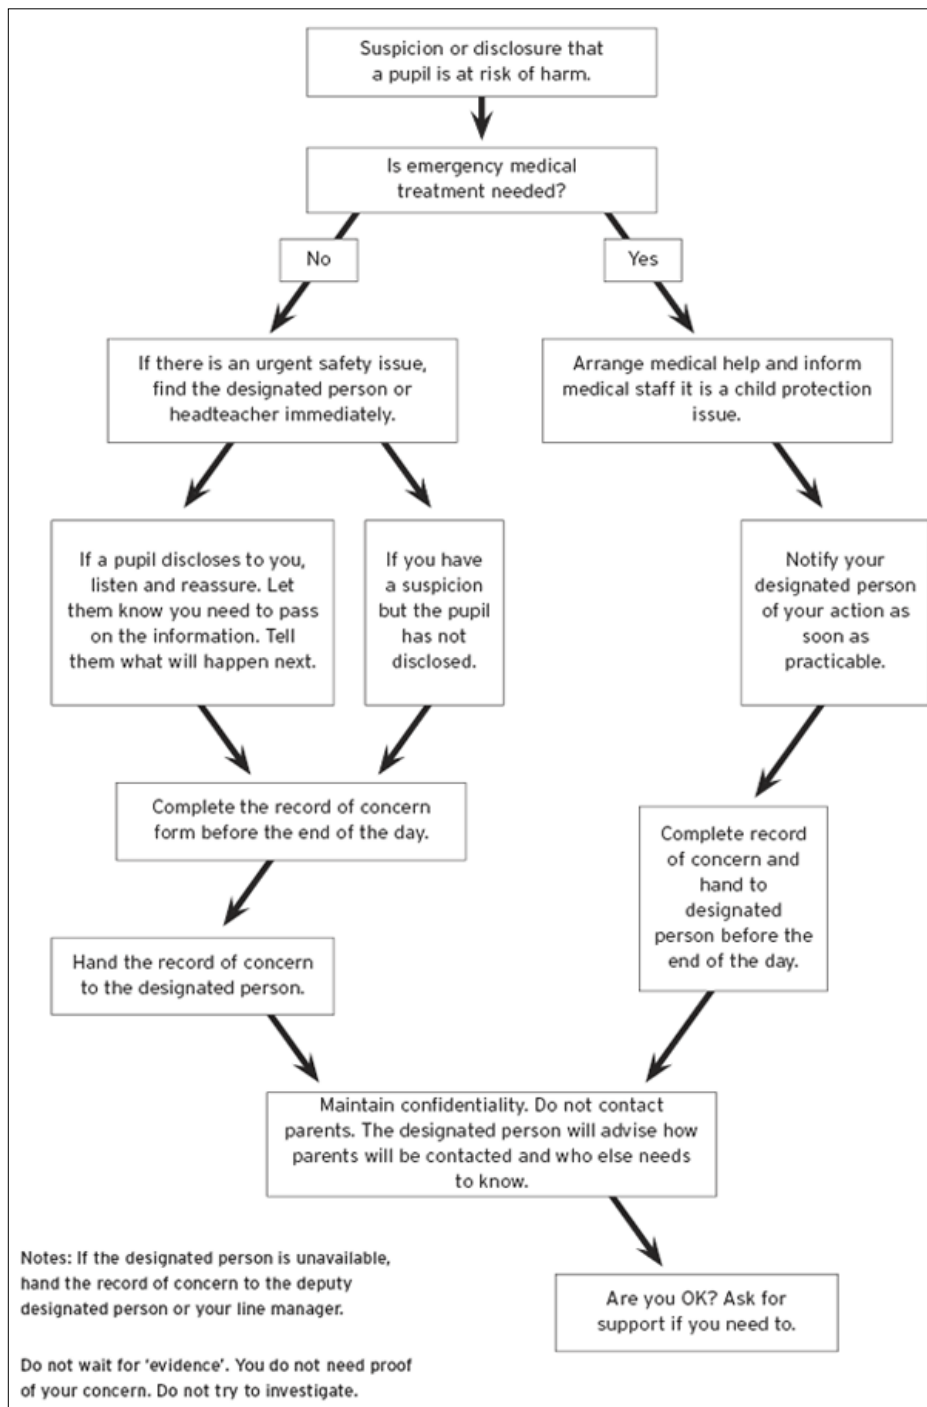 Suspicion or disclosure that
a pupil is at risk of harm.
Is emergency medical
treatment needed?
No
Yes
If there is an urgent safety issue,
find the designated person or
headteacher immediately.
Arrange medical help and inform
medical staff it is a child protection
issue.
If a pupil discloses to you,
listen and reassure. Let
them know you need to pass
on the information. Tell
them what will happen next.
If you have
a suspicion
but the pupil
has not
disclosed.
Notify your
designated person
of your action as
soon as
practicable.
Complete the record of concern
form before the end of the day.
Complete record
of concern and
hand to
designated
person before the
end of the day.
Hand the record of concern
to the designated person.
Maintain confidentiality. Do not contact
parents. The designated person will advise how
parents will be contacted and who else needs
to know.
Notes: If the designated person is unavailable,
hand the record of concern to the deputy
designated person or your line manager.
Are you OK? Ask for
support if you need to.
Do not wait for ‘evidence’. You do not need proof
of your concern. Do not try to investigate.